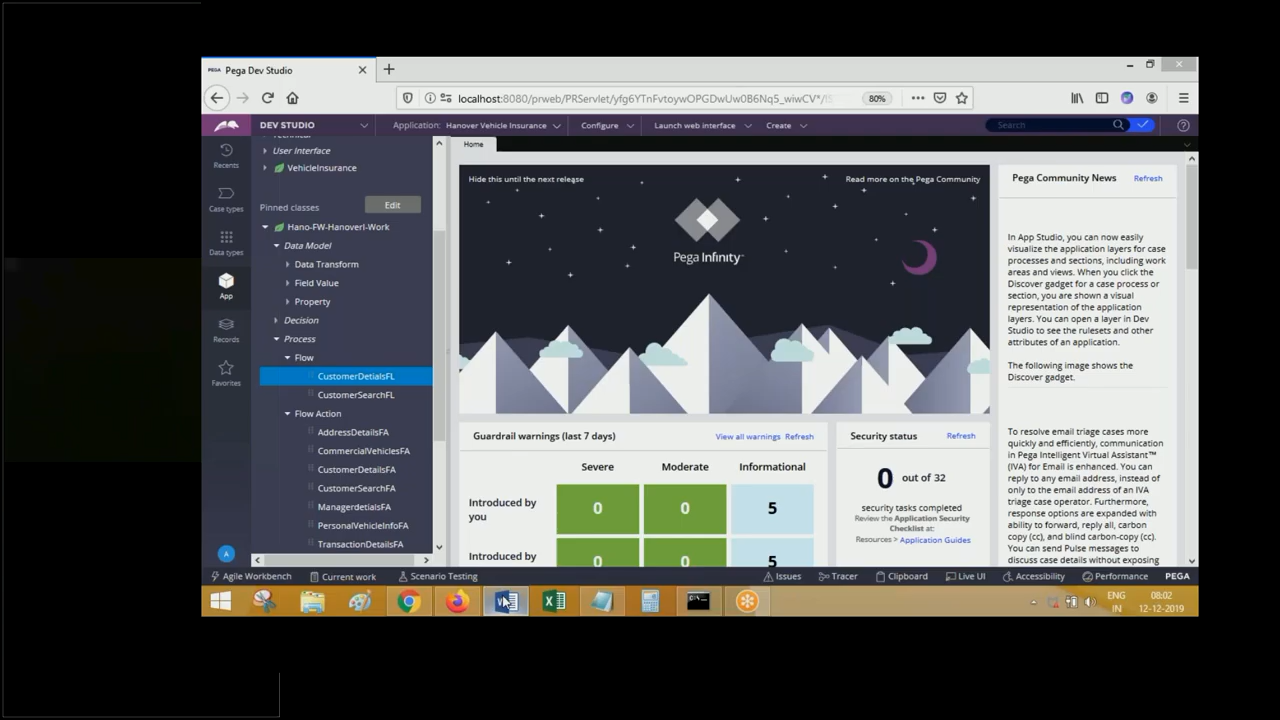 PEGA Pega Dev Studio
localhost:8080/prweb/PRServlet/yfg6YTnFvtoywOPGDwUw0B6Nq5_wiwCV*/!S
80%
DEV STUDIO
Application: Hanover Vehicle Insurance
Configure
Launch web interface
Create
Search
Recents
Case types
Data types
App
Records
Favorites
A
User Interface
VehicleInsurance
Pinned classes
Edit
Hano-FW-HanoverI-Work
Data Model
Data Transform
Field Value
Property
Decision
Process
Flow
CustomerDetialsFL
CustomerSearchFL
Flow Action
AddressDetailsFA
CommercialVehiclesFA
CustomerDetailsFA
CustomerSearchFA
ManagerdetialsFA
PersonalVehicleInfoFA
TransactionDetailsFA
Home
Hide this until the next release
Read more on the Pega Community
Pega Infinity™
Guardrail warnings (last 7 days)
View all warnings
Refresh
Severe
Moderate
Informational
Introduced by
you
0
0
5
Introduced by
0
0
5
Security status
Refresh
0 out of 32
security tasks completed
Review the Application Security
Checklist at:
Resources > Application Guides
Pega Community News
Refresh
In App Studio, you can now easily
visualize the application layers for case
processes and sections, including work
areas and views. When you click the
Discover gadget for a case process or
section, you are shown a visual
representation of the application
layers. You can open a layer in Dev
Studio to see the rulesets and other
attributes of an application.
The following image shows the
Discover gadget.
To resolve email triage cases more
quickly and efficiently, communication
in Pega Intelligent Virtual Assistant™
(IVA) for Email is enhanced. You can
reply to any email address, instead of
only to the email address of an IVA
triage case operator. Furthermore,
response options are expanded with
ability to forward, reply all, carbon
copy (cc), and blind carbon-copy (cc).
You can send Pulse messages to
discuss case details without exposing
Agile Workbench
Current work
Scenario Testing
Issues
Tracer
Clipboard
Live UI
Accessibility
Performance
PEGA
ENG
IN
08:02
12-12-2019